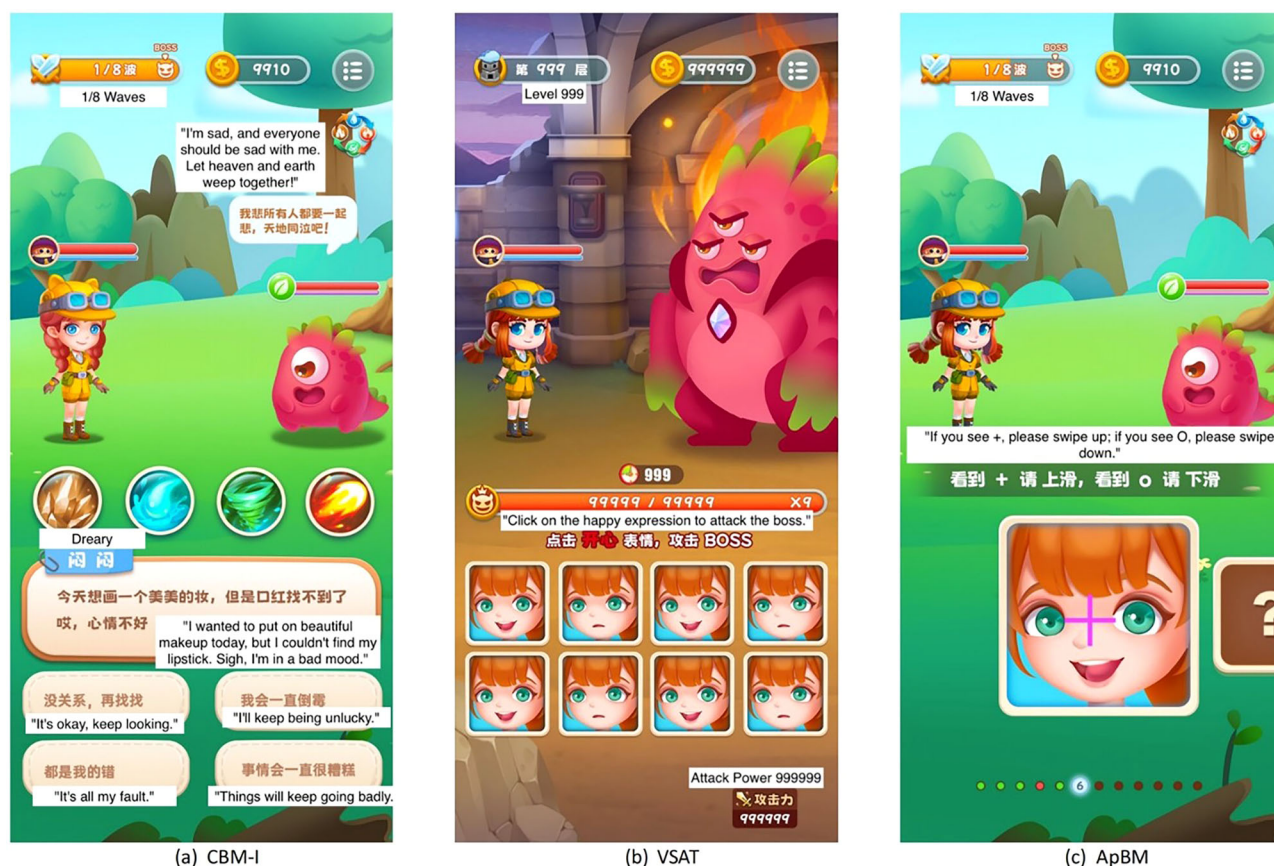 BOSS
1/8波
9910
1/8 Waves
"I'm sad, and everyone
should be sad with me.
Let heaven and earth
weep together!"
我悲所有人都要一起
悲，天地同泣吧！
Dreary
闷闷
今天想画一个美美的妆，但是口红找不到了
哎，心情不好
"I wanted to put on beautiful
makeup today, but I couldn't find my
lipstick. Sigh, I'm in a bad mood."
没关系，再找找
"It's okay, keep looking."
我会一直倒霉
"I'll keep being unlucky."
都是我的错
"It's all my fault."
事情会一直很糟糕
"Things will keep going badly.
(a) CBM-I
第 999 层
999999
Level 999
999
99999 / 99999
X9
"Click on the happy expression to attack the boss."
点击 开心 表情，攻击 BOSS
Attack Power 999999
攻击力
999999
(b) VSAT
BOSS
1/8波
9910
1/8 Waves
"If you see +, please swipe up; if you see O, please swipe
down."
看到 + 请 上滑，看到 o 请 下滑
?
6
(c) ApBM